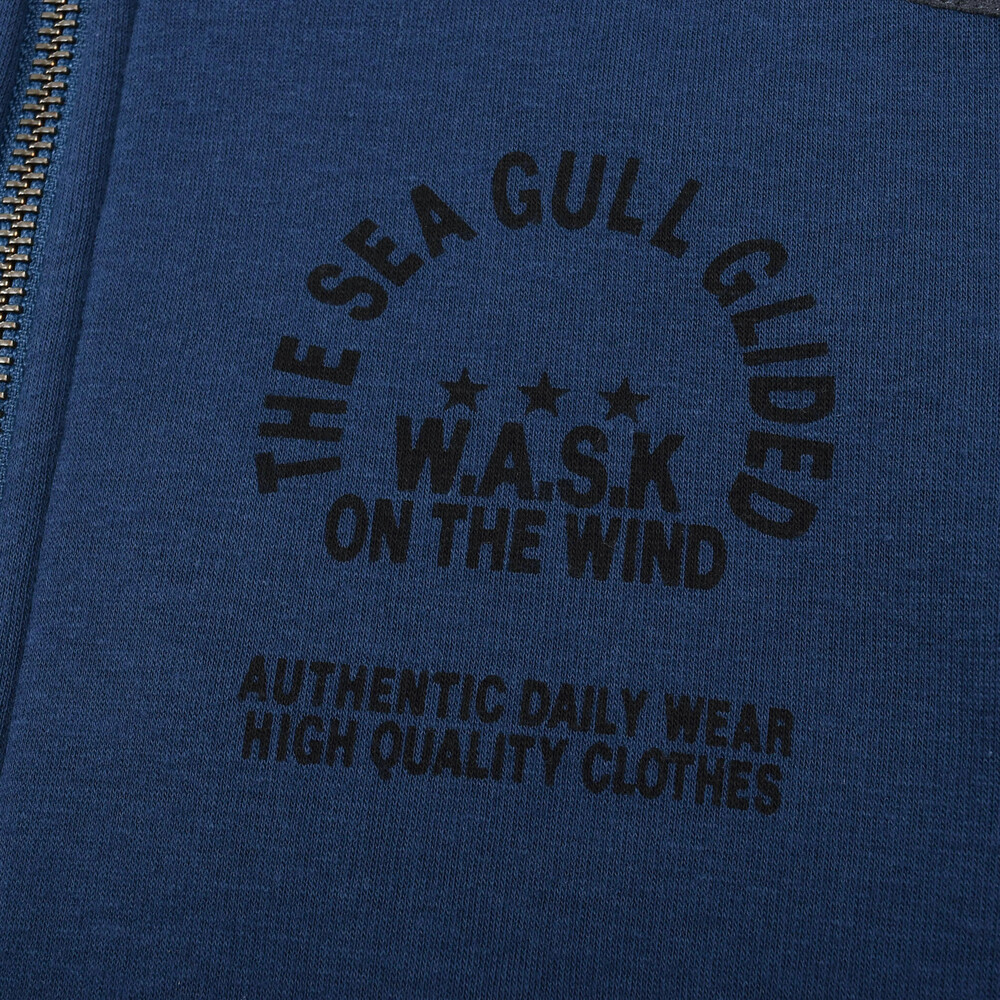 THE SEA GULL GLIDED
W.A.S.K
ON THE WIND
AUTHENTIC DAILY WEAR
HIGH QUALITY CLOTHES